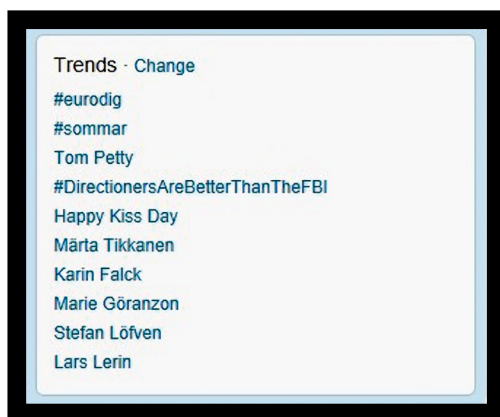 Trends · Change
#eurodig
#sommar
Tom Petty
#DirectionersAreBetterThanTheFBI
Happy Kiss Day
Märta Tikkanen
Karin Falck
Marie Göranzon
Stefan Löfven
Lars Lerin